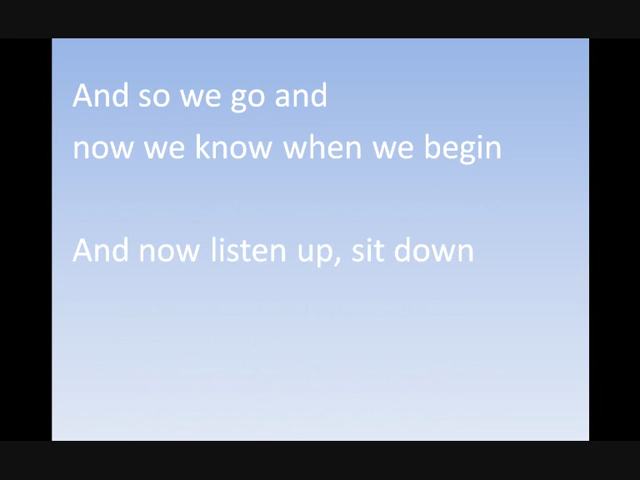 And so we go and
now we know when we begin
And now listen up, sit down